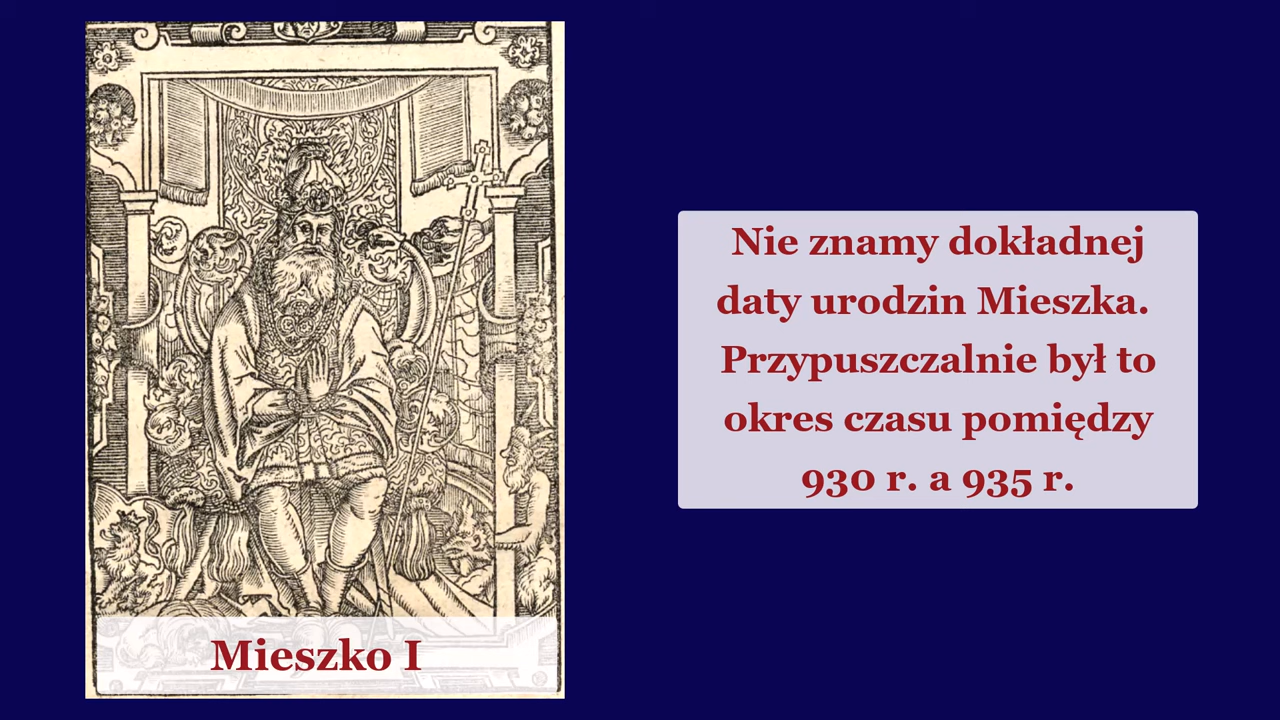 Mieszko I
Nie znamy dokładnej
daty urodzin Mieszka.
Przypuszczalnie był to
okres czasu pomiędzy
930 r. a 935 r.